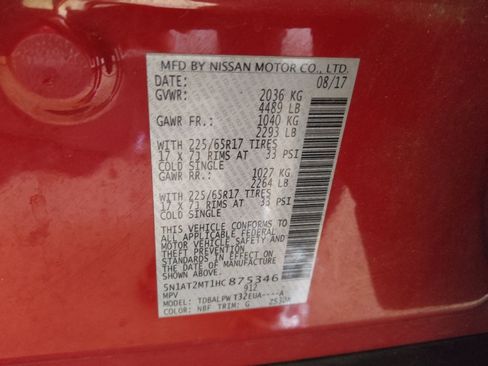 MFD BY NISSAN MOTOR CO., LTD.
DATE: 08/17
GVWR: 2036 KG
4489 LB
GAWR FR.: 1040 KG
2293 LB
WITH 225/65R17 TIRES
17 X 7J RIMS AT 33 PSI
COLD SINGLE
GAWR RR.: 1027 KG
2264 LB
WITH 225/65R17 TIRES
17 X 7J RIMS AT 33 PSI
COLD SINGLE
THIS VEHICLE CONFORMS TO
ALL APPLICABLE FEDERAL
MOTOR VEHICLE SAFETY AND
THEFT PREVENTION
STANDARDS IN EFFECT ON
THE DATE OF MANUFACTURE
SHOWN ABOVE.
5N1AT2MT1HC875346
MPV 912
MODEL: TDBALPWT32EUA----A
COLOR: NBF TRIM: G